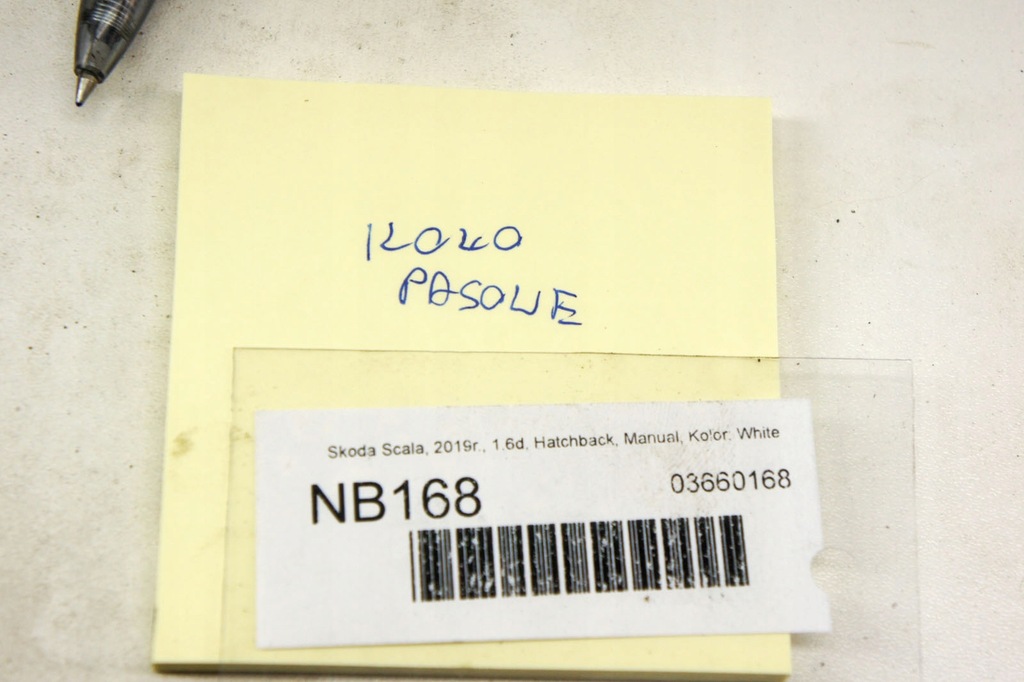 KOŁO
PASOWE
Skoda Scala, 2019r., 1.6d, Hatchback, Manual, Kolor: White
NB168
03660168